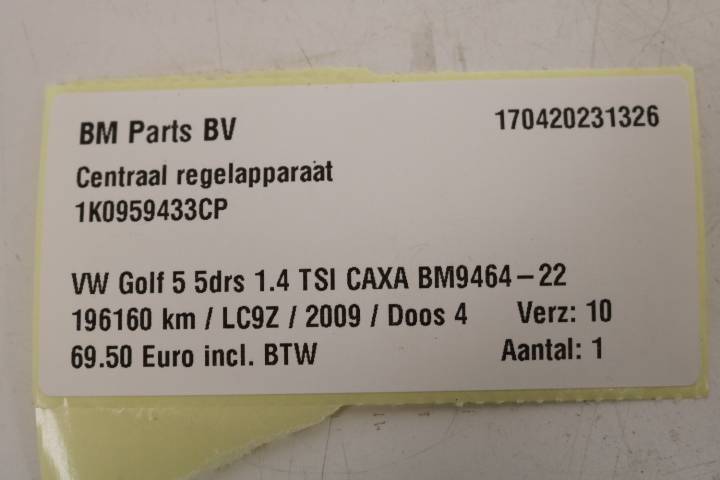 BM Parts BV 170420231326
Centraal regelapparaat
1K0959433CP
VW Golf 5 5drs 1.4 TSI CAXA BM9464-22
196160 km / LC9Z / 2009 / Doos 4 Verz: 10
69.50 Euro incl. BTW Aantal: 1